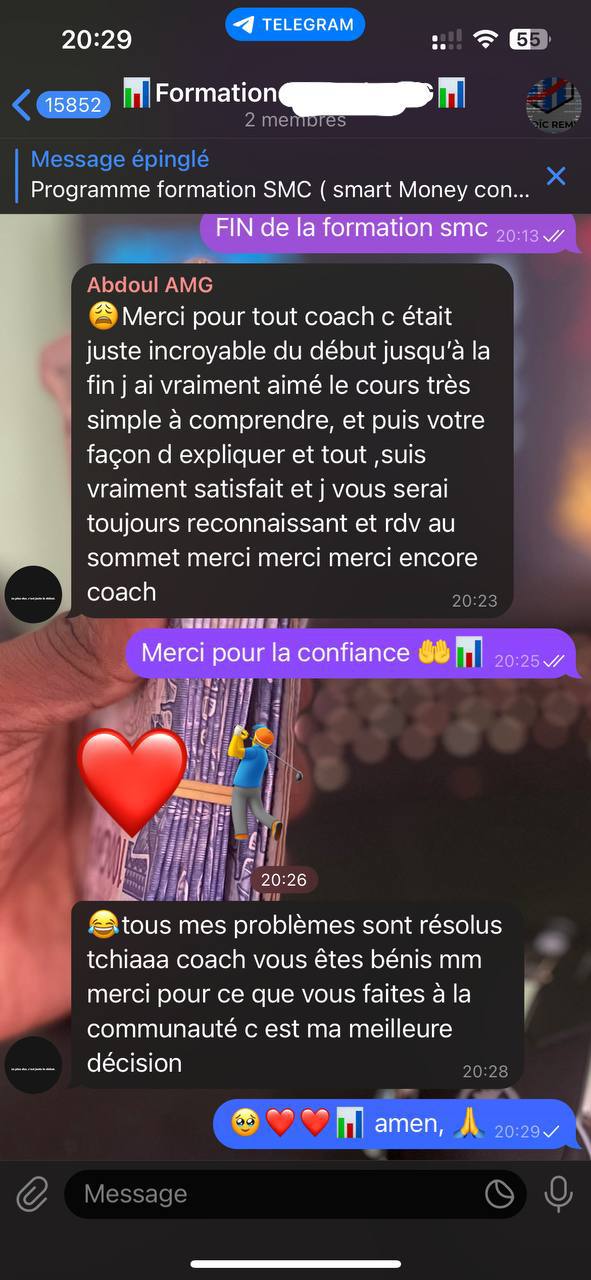 20:29
TELEGRAM
55
15852
📊Formation
📊
2 membres
Message épinglé
Programme formation SMC ( smart Money con...
FIN de la formation smc 20:13
Abdoul AMG
😩Merci pour tout coach c était
juste incroyable du début jusqu'à la
fin j ai vraiment aimé le cours très
simple à comprendre, et puis votre
façon d expliquer et tout ,suis
vraiment satisfait et j vous serai
toujours reconnaissant et rdv au
sommet merci merci merci encore
coach
20:23
Merci pour la confiance 🤲📊 20:25
20:26
😂tous mes problèmes sont résolus
tchiaaa coach vous êtes bénis mm
merci pour ce que vous faites à la
communauté c est ma meilleure
décision
20:28
🥹❤️❤️📊 amen, 🙏 20:29
Message